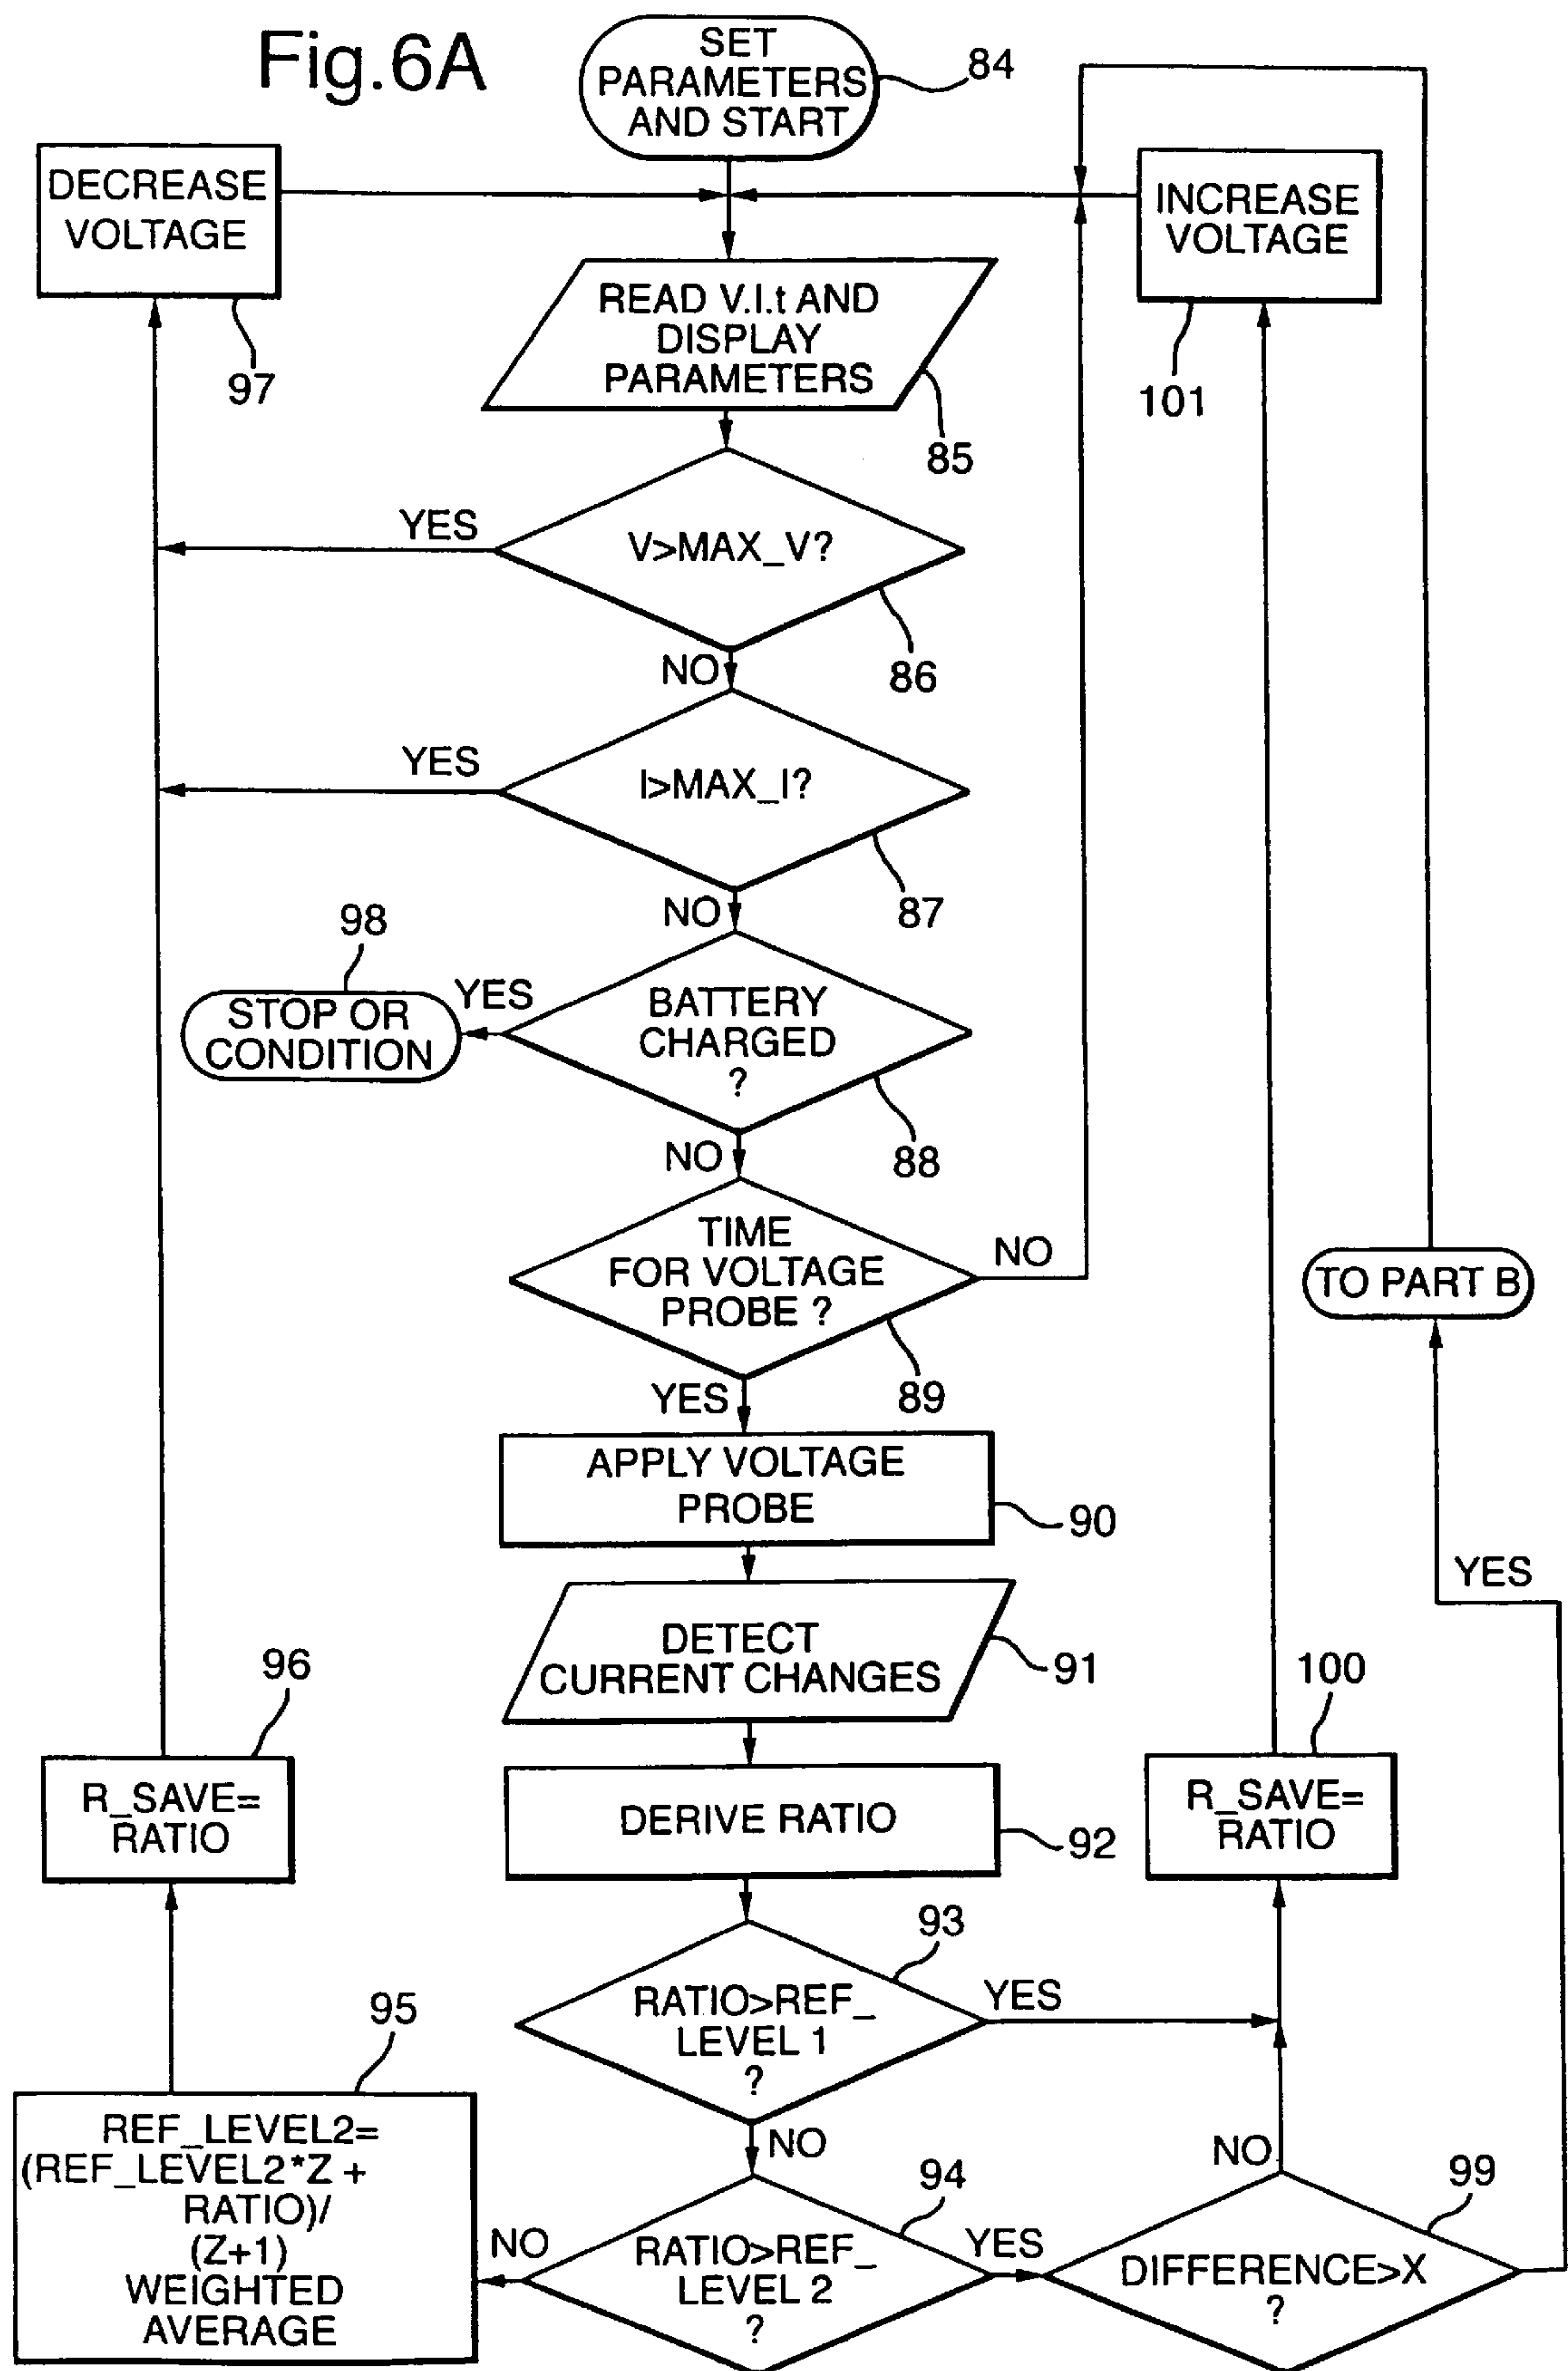 Fig.6A
SET
PARAMETERS
AND START
84
DECREASE
VOLTAGE
97
INCREASE
VOLTAGE
101
READ V.I.t AND
DISPLAY
PARAMETERS
85
YES
V>MAX_V?
86
NO
YES
I>MAX_I?
87
NO
98
STOP OR
CONDITION
YES
BATTERY
CHARGED
?
88
NO
TIME
FOR VOLTAGE
PROBE ?
NO
89
TO PART B
YES
APPLY VOLTAGE
PROBE
90
YES
DETECT
CURRENT CHANGES
91
96
R_SAVE=
RATIO
100
R_SAVE=
RATIO
DERIVE RATIO
92
93
RATIO>REF_
LEVEL 1
?
YES
NO
95
REF_LEVEL2=
(REF_LEVEL2*Z +
RATIO)/
(Z+1)
WEIGHTED
AVERAGE
NO
94
RATIO>REF_
LEVEL 2
?
YES
NO
99
DIFFERENCE>X
?